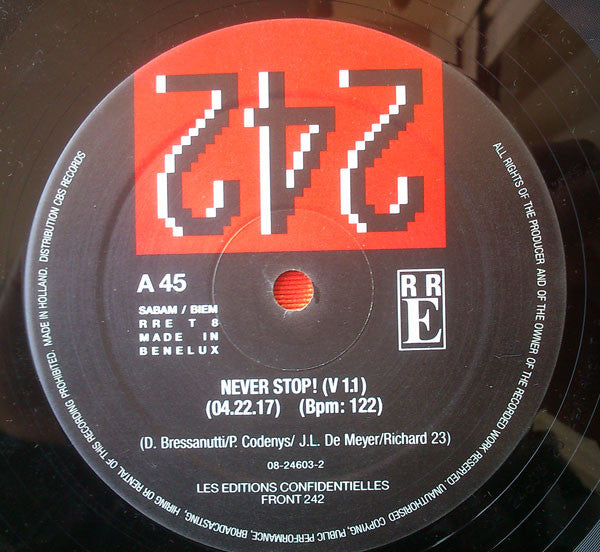 242
A 45
SABAM / BIEM
RRE T 8
MADE IN
BENELUX
R R
E
NEVER STOP! (V 1.1)
(04.22.17) (Bpm: 122)
(D. Bressanutti/P. Codenys/ J.L. De Meyer/Richard 23)
08-24603-2
LES EDITIONS CONFIDENTIELLES
FRONT 242
ALL RIGHTS OF THE PRODUCER AND OF THE OWNER OF THE RECORDED WORK RESERVED. UNAUTHORISED COPYING, PUBLIC PERFORMANCE, BROADCASTING, HIRING OR RENTAL OF THIS RECORDING PROHIBITED. MADE IN HOLLAND. DISTRIBUTION CBS RECORDS